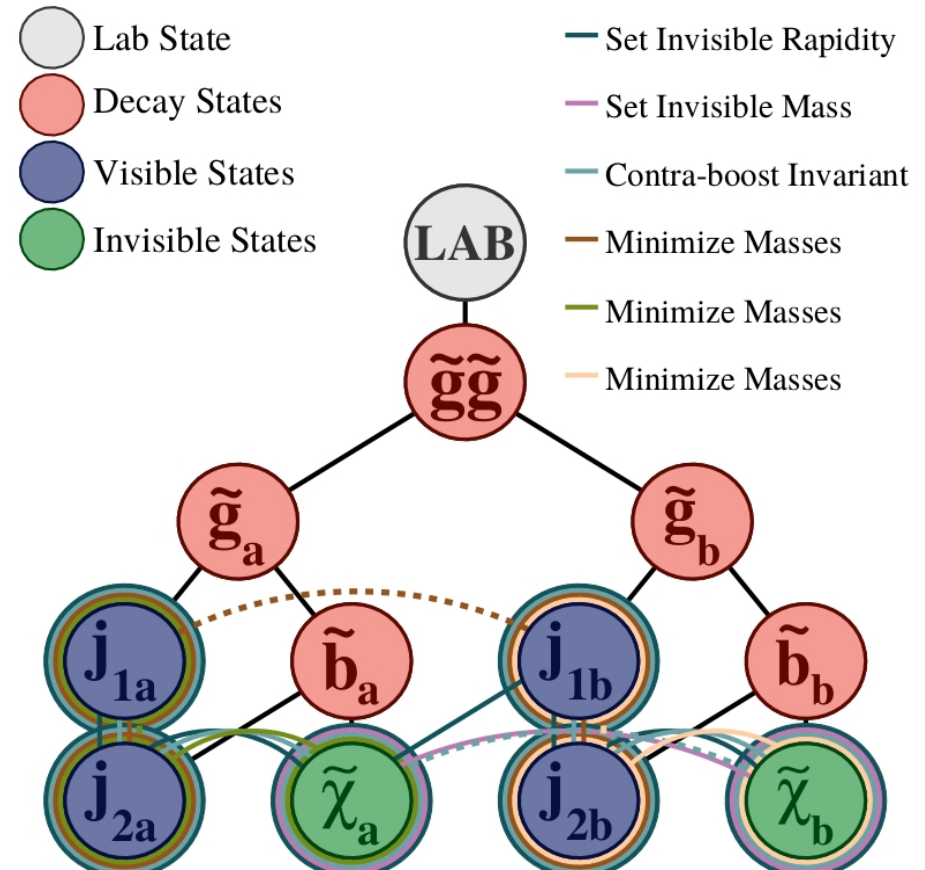 Lab State
Decay States
Visible States
Invisible States
Set Invisible Rapidity
Set Invisible Mass
Contra-boost Invariant
Minimize Masses
Minimize Masses
Minimize Masses
LAB
g̃g̃
g̃a
g̃b
j1a
b̃a
j1b
b̃b
j2a
χ̃a
j2b
χ̃b